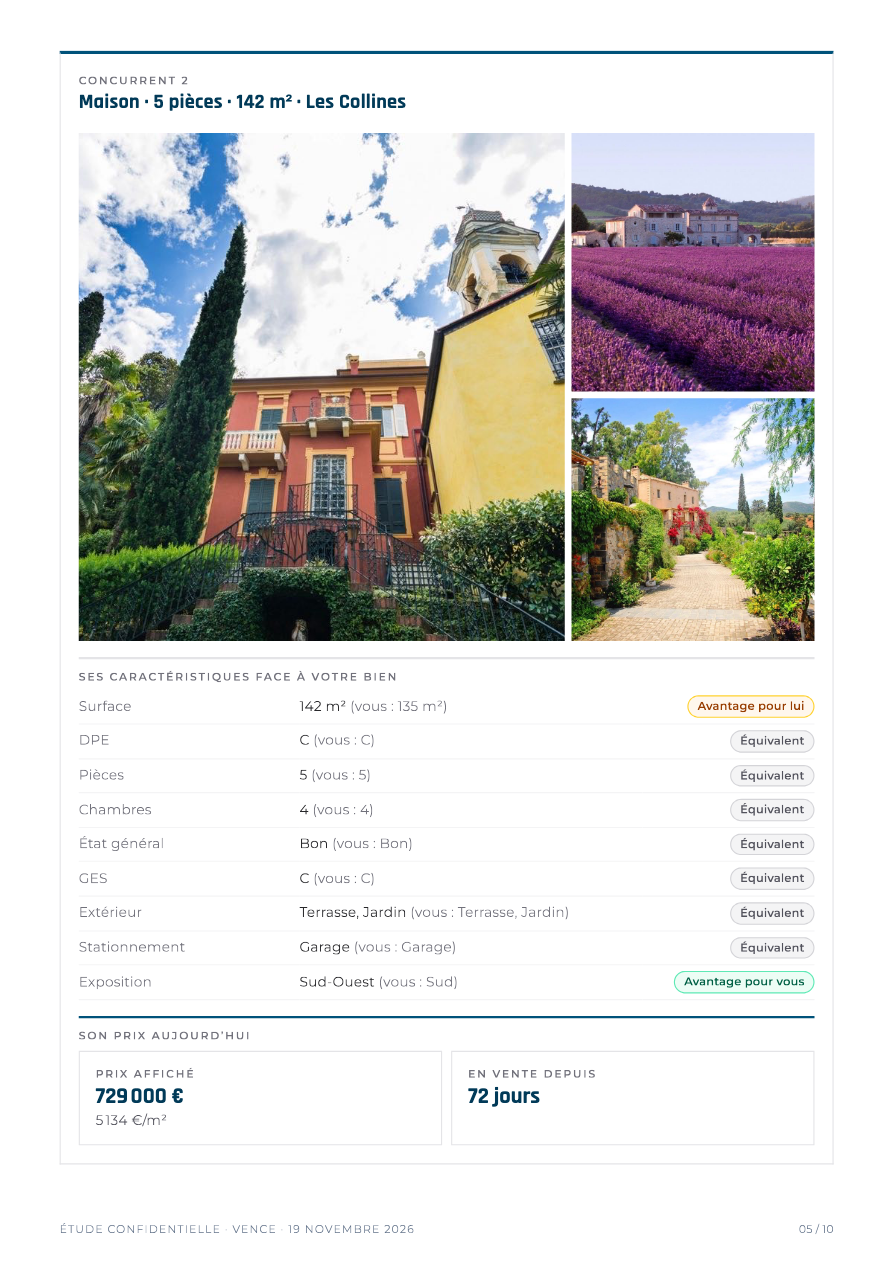 CONCURRENT 2
Maison · 5 pièces · 142 m² · Les Collines
SES CARACTÉRISTIQUES FACE À VOTRE BIEN
Surface 142 m² (vous : 135 m²) Avantage pour lui
DPE C (vous : C) Équivalent
Pièces 5 (vous : 5) Équivalent
Chambres 4 (vous : 4) Équivalent
État général Bon (vous : Bon) Équivalent
GES C (vous : C) Équivalent
Extérieur Terrasse, Jardin (vous : Terrasse, Jardin) Équivalent
Stationnement Garage (vous : Garage) Équivalent
Exposition Sud-Ouest (vous : Sud) Avantage pour vous
SON PRIX AUJOURD'HUI
PRIX AFFICHÉ EN VENTE DEPUIS
729 000 € 72 jours
5 134 €/m²
ÉTUDE CONFIDENTIELLE · VENCE · 19 NOVEMBRE 2026 05 / 10